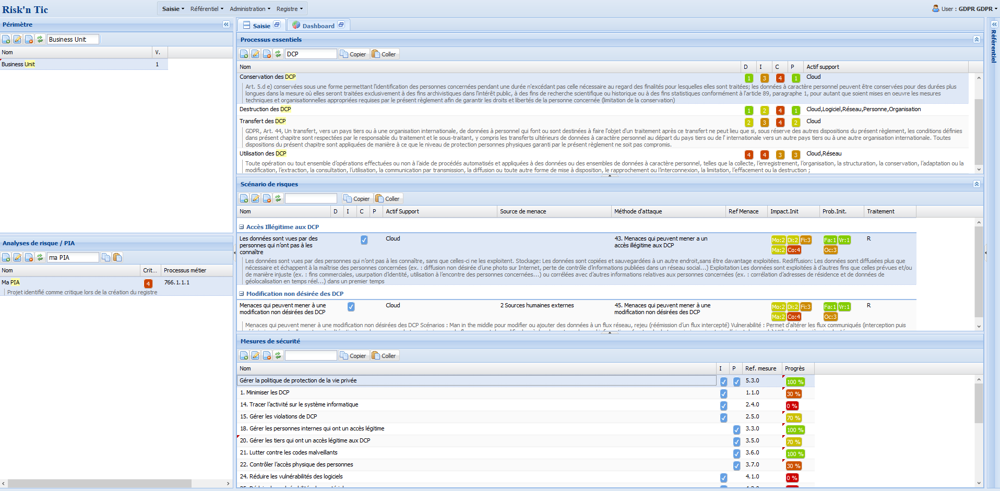 Risk'n Tic
Saisie Référentiel Administration Registre
User : GDPR GDPR
Périmètre
Business Unit
Nom V.
Business Unit 1
Analyses de risque / PIA
ma PIA
Nom Crit... Processus métier
Ma PIA 4 766.1.1.1
Projet identifié comme critique lors de la création du registre
Saisie Dashboard
Processus essentiels
DCP Copier Coller
Nom D I C P Actif support
Conservation des DCP 1 3 4 1 Cloud
Art. 5.d e) conservées sous une forme permettant l'identification des personnes concernées pendant une durée n'excédant pas celle nécessaire au regard des finalités pour lesquelles elles sont traitées; les données à caractère personnel peuvent être conservées pour des durées plus
longues dans la mesure où elles seront traitées exclusivement à des fins archivistiques dans l'intérêt public, à des fins de recherche scientifique ou historique ou à des fins statistiques conformément à l'article 89, paragraphe 1, pour autant que soient mises en oeuvre les mesures
techniques et organisationnelles appropriées requises par le présent règlement afin de garantir les droits et libertés de la personne concernée (limitation de la conservation)
Destruction des DCP 1 2 4 1 Cloud,Logiciel,Réseau,Personne,Organisation
Transfert des DCP 2 3 4 2 Cloud
GDPR, Art. 44, Un transfert, vers un pays tiers ou à une organisation internationale, de données à personnel qui font ou sont destinées à faire l'objet d'un traitement après ce transfert ne peut lieu que si, sous réserve des autres dispositions du présent règlement, les conditions définies
dans présent chapitre sont respectées par le responsable du traitement et le sous-traitant, y compris les transferts ultérieurs de données à caractère personnel au départ du pays tiers ou de l' internationale vers un autre pays tiers ou à une autre organisation internationale. Toutes
dispositions du présent chapitre sont appliquées de manière à ce que le niveau de protection personnes physiques garanti par le présent règlement ne soit pas compromis.
Utilisation des DCP 4 4 3 3 Cloud,Réseau
Toute opération ou tout ensemble d'opérations effectuées ou non à l'aide de procédés automatisés et appliquées à des données ou des ensembles de données à caractère personnel, telles que la collecte, l'enregistrement, l'organisation, la structuration, la conservation, l'adaptation ou la
modification, l'extraction, la consultation, l'utilisation, la communication par transmission, la diffusion ou toute autre forme de mise à disposition, le rapprochement ou l'interconnexion, la limitation, l'effacement ou la destruction ;
Scénario de risques
Copier Coller
Nom D I C P Actif Support Source de menace Méthode d'attaque Ref Menace Impact.Init Prob.Init. Traitement
Accès Illégitime aux DCP
Les données sont vues par des Cloud 43. Menaces qui peuvent mener a un Mo:2 Di:2 Fi:3 Fa:1 Vr:1 R
personnes qui n'ont pas à les accès illégitime aux DCP Ma:2 Co:4 Oc:3
connaître
Les données sont vues par des personnes qui n'ont pas à les connaître, sans que celles-ci ne les exploitent. Stockage: Les données sont copiées et sauvegardées à un autre endroit,sans être davantage exploitées. Rediffusion: Les données sont diffusées plus que
nécessaire et échappent à la maîtrise des personnes concernées (ex. : diffusion non désirée d'une photo sur Internet, perte de contrôle d'informations publiées dans un réseau social...) Exploitation Les données sont exploitées à d'autres fins que celles prévues et/ou
de manière injuste (ex. : fins commerciales, usurpation d'identité, utilisation à l'encontre des personnes concernées...) ou corrélées avec d'autres informations relatives aux personnes concernées (ex. : corrélation d'adresses de résidence et de données de
géolocalisation en temps réel...) dans un premier temps
Modification non désirée des DCP
Menaces qui peuvent mener à une Cloud 2 Sources humaines externes 45. Menaces qui peuvent mener à une Mo:2 Di:2 Fi:3 Fa:1 Vr:1 R
modification non désirées des DCP modification non désirées des DCP Ma:2 Co:4 Oc:3
Menaces qui peuvent mener à une modification non désirées des DCP Scénarios : Man in the middle pour modifier ou ajouter des données à un flux réseau, rejeu (réémission d'un flux intercepté) Vulnerabilité : Permet d'altérer les flux communiqués (interception puis
Mesures de sécurité
Copier Coller
Nom I P Ref. mesure Progrès
Gérer la politique de protection de la vie privée 5.3.0 100 %
1. Minimiser les DCP 1.1.0 30 %
14. Tracer l'activité sur le système informatique 2.4.0 0 %
15. Gérer les violations de DCP 2.5.0 70 %
18. Gérer les personnes internes qui ont un accès légitime 3.3.0 100 %
20. Gérer les tiers qui ont un accès légitime aux DCP 3.5.0 70 %
21. Lutter contre les codes malveillants 3.6.0 100 %
22. Contrôler l'accès physique des personnes 3.7.0 30 %
24. Réduire les vulnérabilités des logiciels 4.1.0 0 %
Référentiel